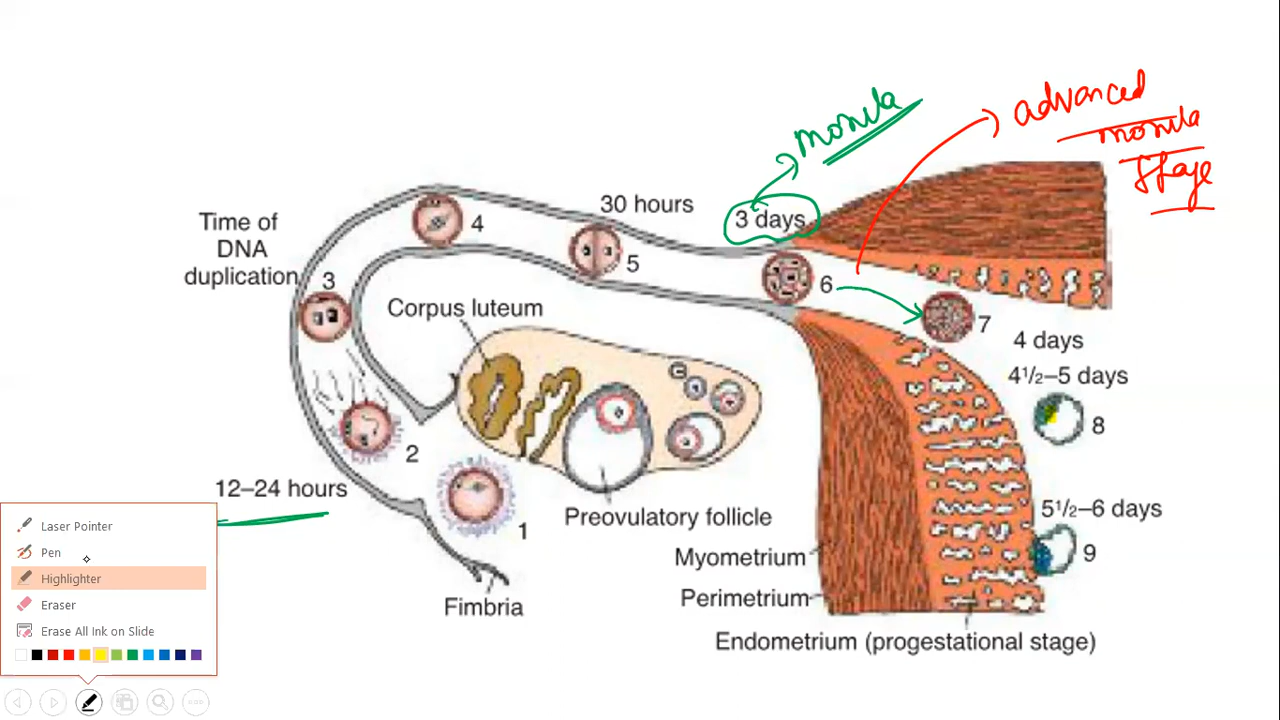 advanced
morula
stage
morula
30 hours
3 days
Time of
DNA
duplication
3
4
5
6
7
Corpus luteum
4 days
4½–5 days
8
2
12–24 hours
1
Preovulatory follicle
5½–6 days
9
Myometrium
Perimetrium
Fimbria
Endometrium (progestational stage)
Laser Pointer
Pen
Highlighter
Eraser
Erase All Ink on Slide